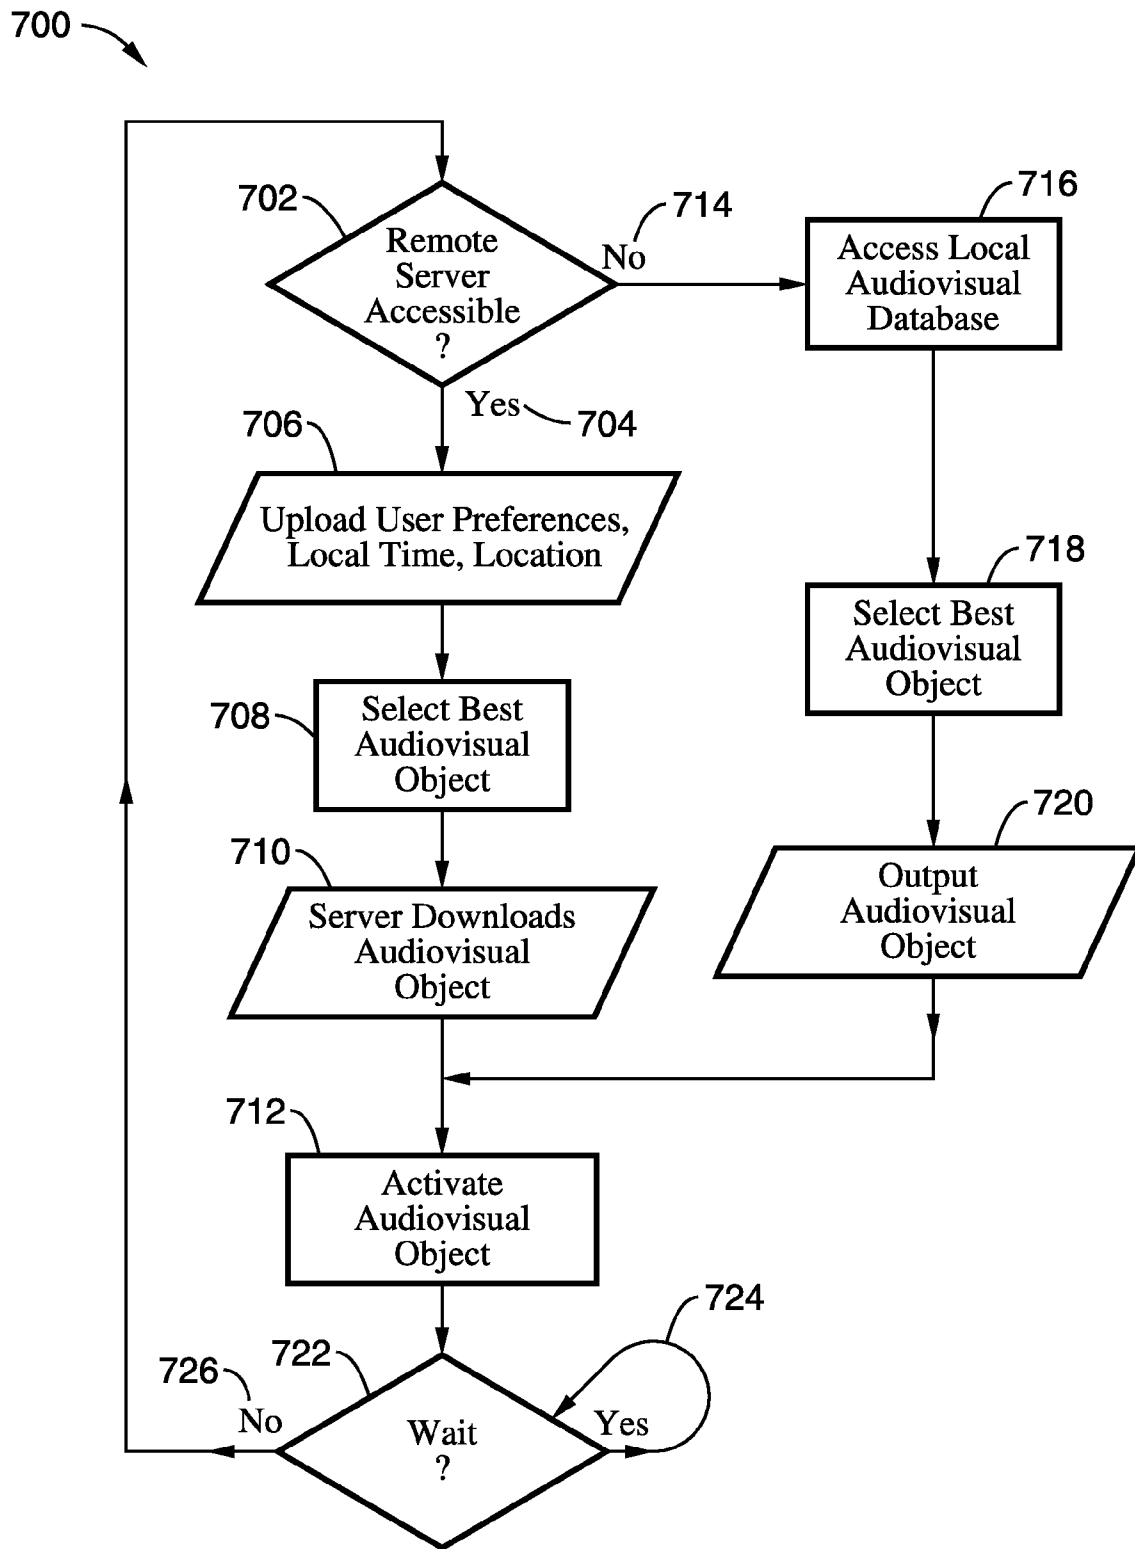 700
702
Remote
Server
Accessible
?
714
No
716
Access Local
Audiovisual
Database
Yes
704
706
Upload User Preferences,
Local Time, Location
718
Select Best
Audiovisual
Object
708
Select Best
Audiovisual
Object
720
Output
Audiovisual
Object
710
Server Downloads
Audiovisual
Object
712
Activate
Audiovisual
Object
724
722
726
No
Wait
?
Yes